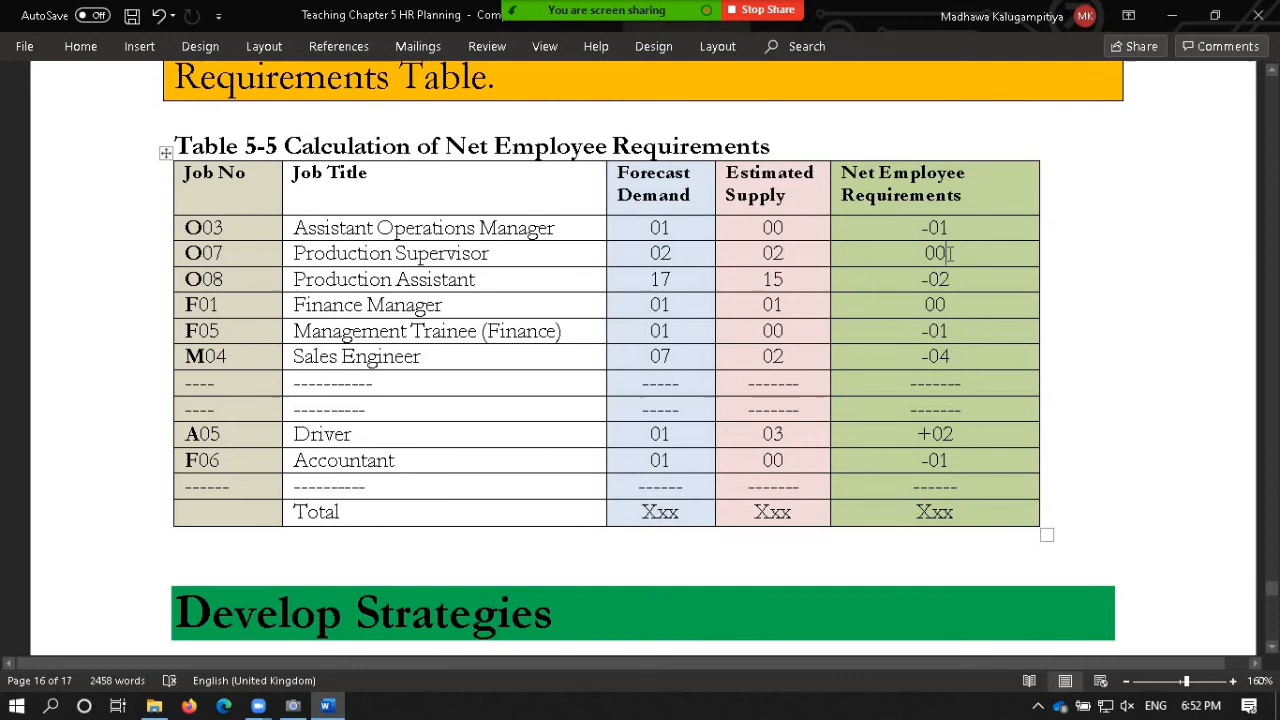 AutoSave Off
Teaching Chapter 5 HR Planning - Com
You are screen sharing
Stop Share
Madhawa Kalugampitiya MK
File Home Insert Design Layout References Mailings Review View Help Design Layout Search Share Comments
Requirements Table.
Table 5-5 Calculation of Net Employee Requirements
Job No Job Title Forecast Demand Estimated Supply Net Employee Requirements
O03 Assistant Operations Manager 01 00 -01
O07 Production Supervisor 02 02 00
O08 Production Assistant 17 15 -02
F01 Finance Manager 01 01 00
F05 Management Trainee (Finance) 01 00 -01
M04 Sales Engineer 07 02 -04
---- ----------- ----- ------- -------
---- ---------- ----- ------- -------
A05 Driver 01 03 +02
F06 Accountant 01 00 -01
------ ---------- ------ ------- ------
Total Xxx Xxx Xxx
Develop Strategies
Page 16 of 17 2458 words English (United Kingdom) 160%
ENG 6:52 PM